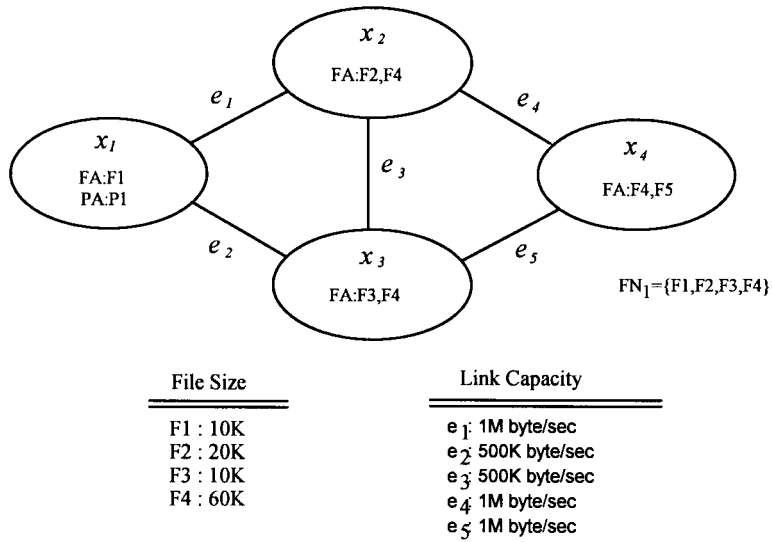 x2
FA:F2,F4
e1
e4
x1
FA:F1
PA:P1
e3
x4
FA:F4,F5
e2
x3
FA:F3,F4
e5
FN1={F1,F2,F3,F4}
File Size
F1 : 10K
F2 : 20K
F3 : 10K
F4 : 60K
Link Capacity
e1: 1M byte/sec
e2: 500K byte/sec
e3: 500K byte/sec
e4: 1M byte/sec
e5: 1M byte/sec